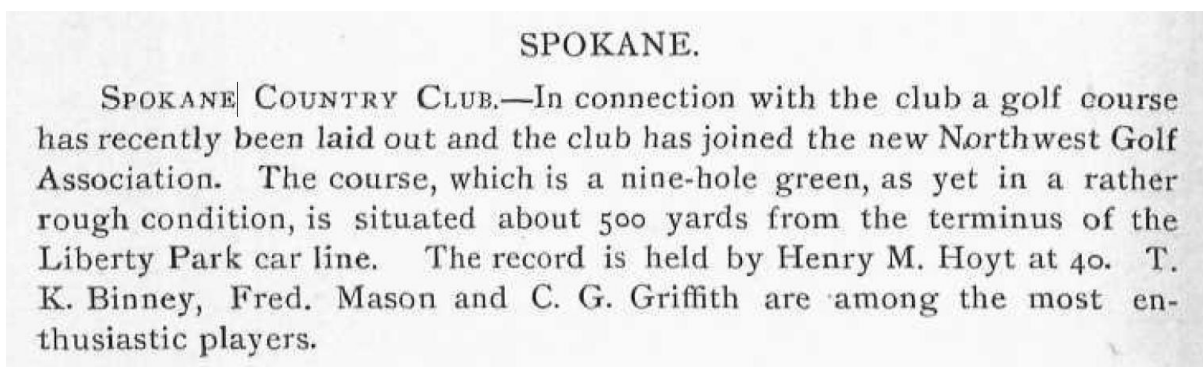 SPOKANE.
SPOKANE COUNTRY CLUB.—In connection with the club a golf course
has recently been laid out and the club has joined the new Northwest Golf
Association. The course, which is a nine-hole green, as yet in a rather
rough condition, is situated about 500 yards from the terminus of the
Liberty Park car line. The record is held by Henry M. Hoyt at 40. T.
K. Binney, Fred. Mason and C. G. Griffith are among the most en-
thusiastic players.